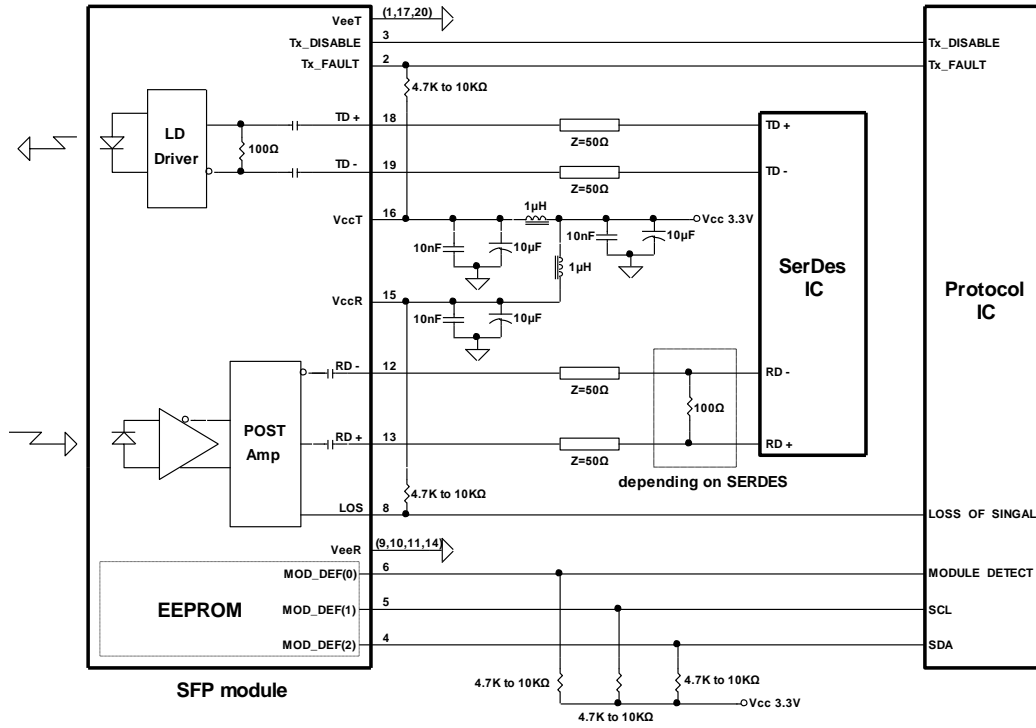 VeeT (1,17,20)
Tx_DISABLE 3 Tx_DISABLE
Tx_FAULT 2 Tx_FAULT
4.7K to 10KΩ
LD
Driver
100Ω
TD + 18 TD +
Z=50Ω
TD - 19 TD -
Z=50Ω
1µH
VccT 16 Vcc 3.3V
10nF 10µF 10nF 10µF
1µH
SerDes
IC
Protocol
IC
VccR 15
10nF 10µF
RD - 12 RD -
Z=50Ω
100Ω
POST
Amp
RD + 13 RD +
Z=50Ω
depending on SERDES
4.7K to 10KΩ
LOS 8 LOSS OF SINGAL
VeeR (9,10,11,14)
MOD_DEF(0) 6 MODULE DETECT
EEPROM
MOD_DEF(1) 5 SCL
MOD_DEF(2) 4 SDA
SFP module
4.7K to 10KΩ 4.7K to 10KΩ
4.7K to 10KΩ
Vcc 3.3V